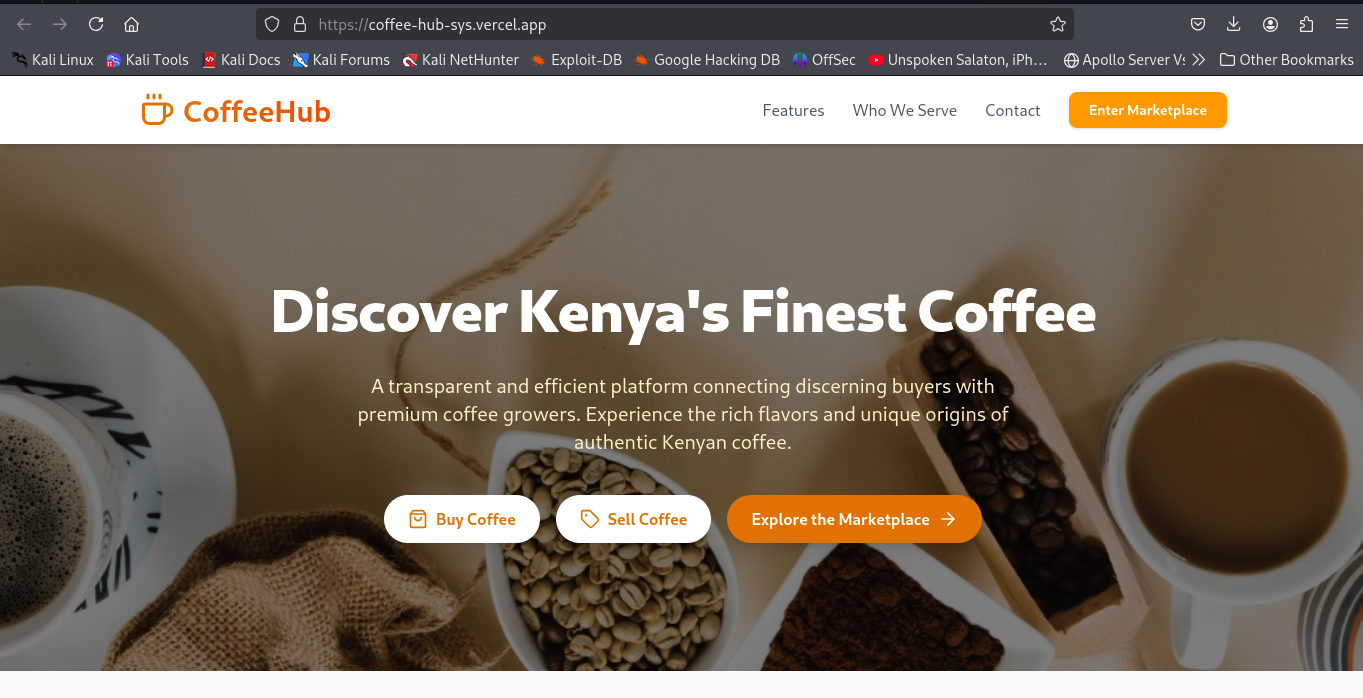 https://coffee-hub-sys.vercel.app
Kali Linux Kali Tools Kali Docs Kali Forums Kali NetHunter Exploit-DB Google Hacking DB OffSec Unspoken Salaton, iPh… Apollo Server Vs Other Bookmarks
CoffeeHub Features Who We Serve Contact Enter Marketplace
Discover Kenya's Finest Coffee
A transparent and efficient platform connecting discerning buyers with
premium coffee growers. Experience the rich flavors and unique origins of
authentic Kenyan coffee.
Buy Coffee Sell Coffee Explore the Marketplace